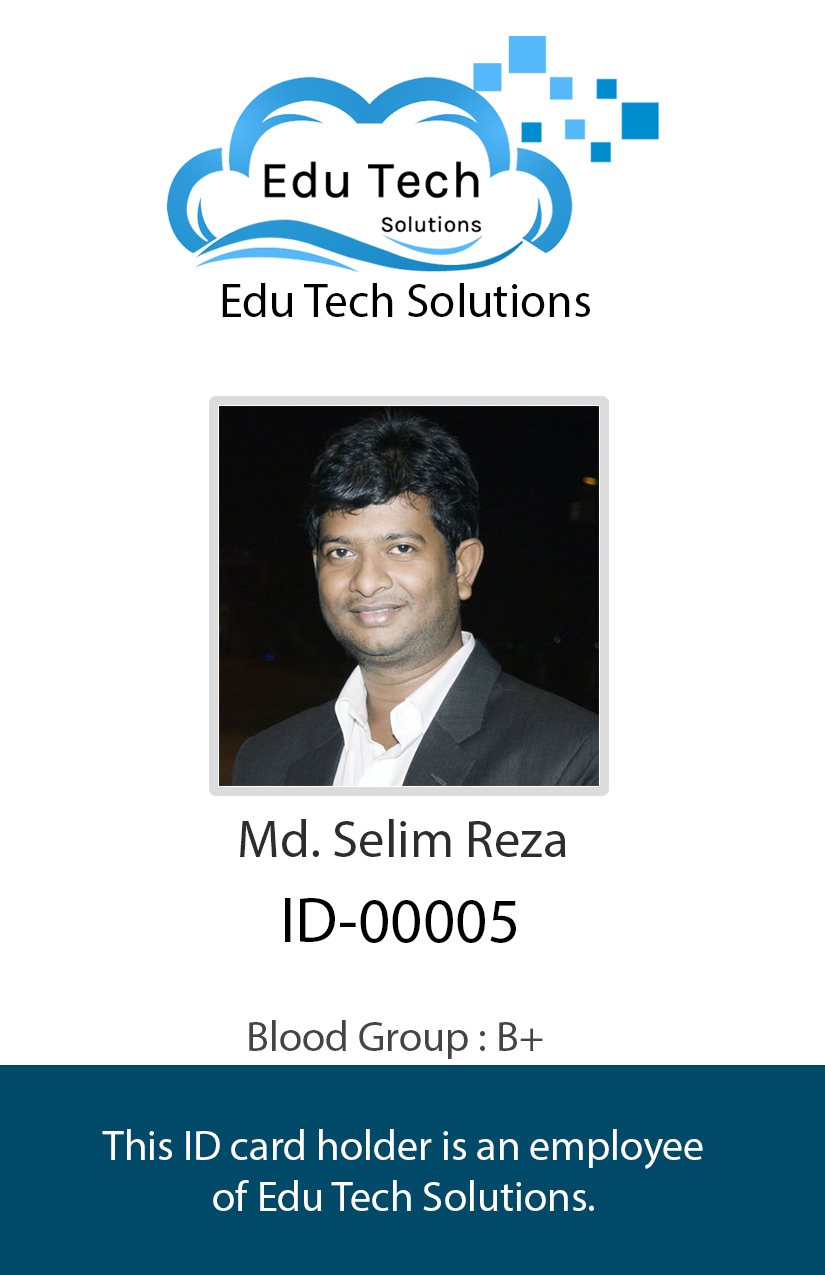 Edu Tech
Solutions
Edu Tech Solutions
Md. Selim Reza
ID-00005
Blood Group : B+
This ID card holder is an employee
of Edu Tech Solutions.